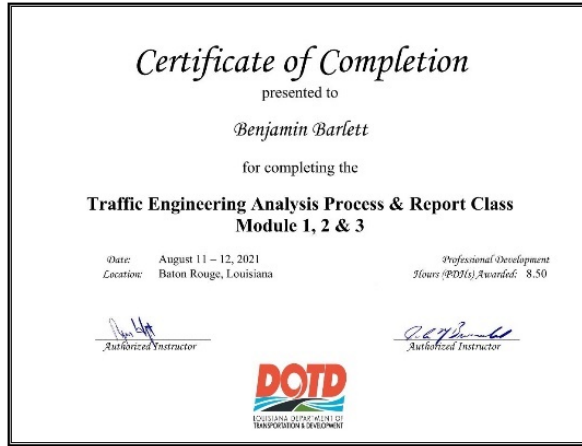 Certificate of Completion
presented to
Benjamin Barlett
for completing the
Traffic Engineering Analysis Process & Report Class
Module 1, 2 & 3
Date: August 11 – 12, 2021
Location: Baton Rouge, Louisiana
Professional Development
Hours (PDHs) Awarded: 8.50
Authorized Instructor
Authorized Instructor
DOTD
LOUISIANA DEPARTMENT OF
TRANSPORTATION & DEVELOPMENT